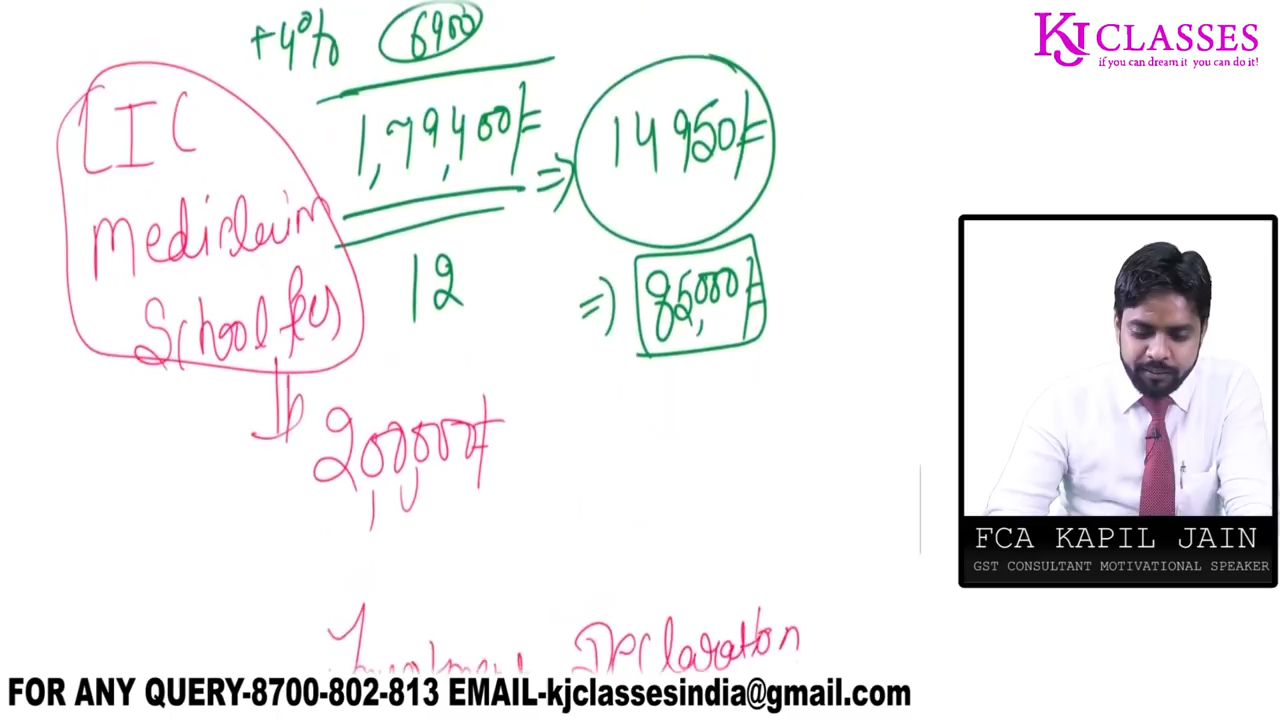 +4% 6900
1,79,400/= => 14950/=
12 => 85,000/=
LIC
Mediclaim
School fees
2,00,000/=
Investment Declaration
KJ CLASSES
if you can dream it you can do it!
FCA KAPIL JAIN
GST CONSULTANT MOTIVATIONAL SPEAKER
FOR ANY QUERY-8700-802-813 EMAIL-kjclassesindia@gmail.com